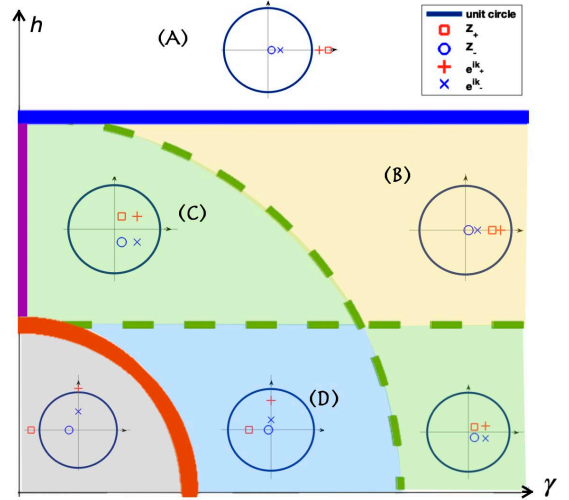 h
(A)
unit circle
Z₊
Z₋
e^{ik₊}
e^{ik₋}
(B)
(C)
(D)
γ